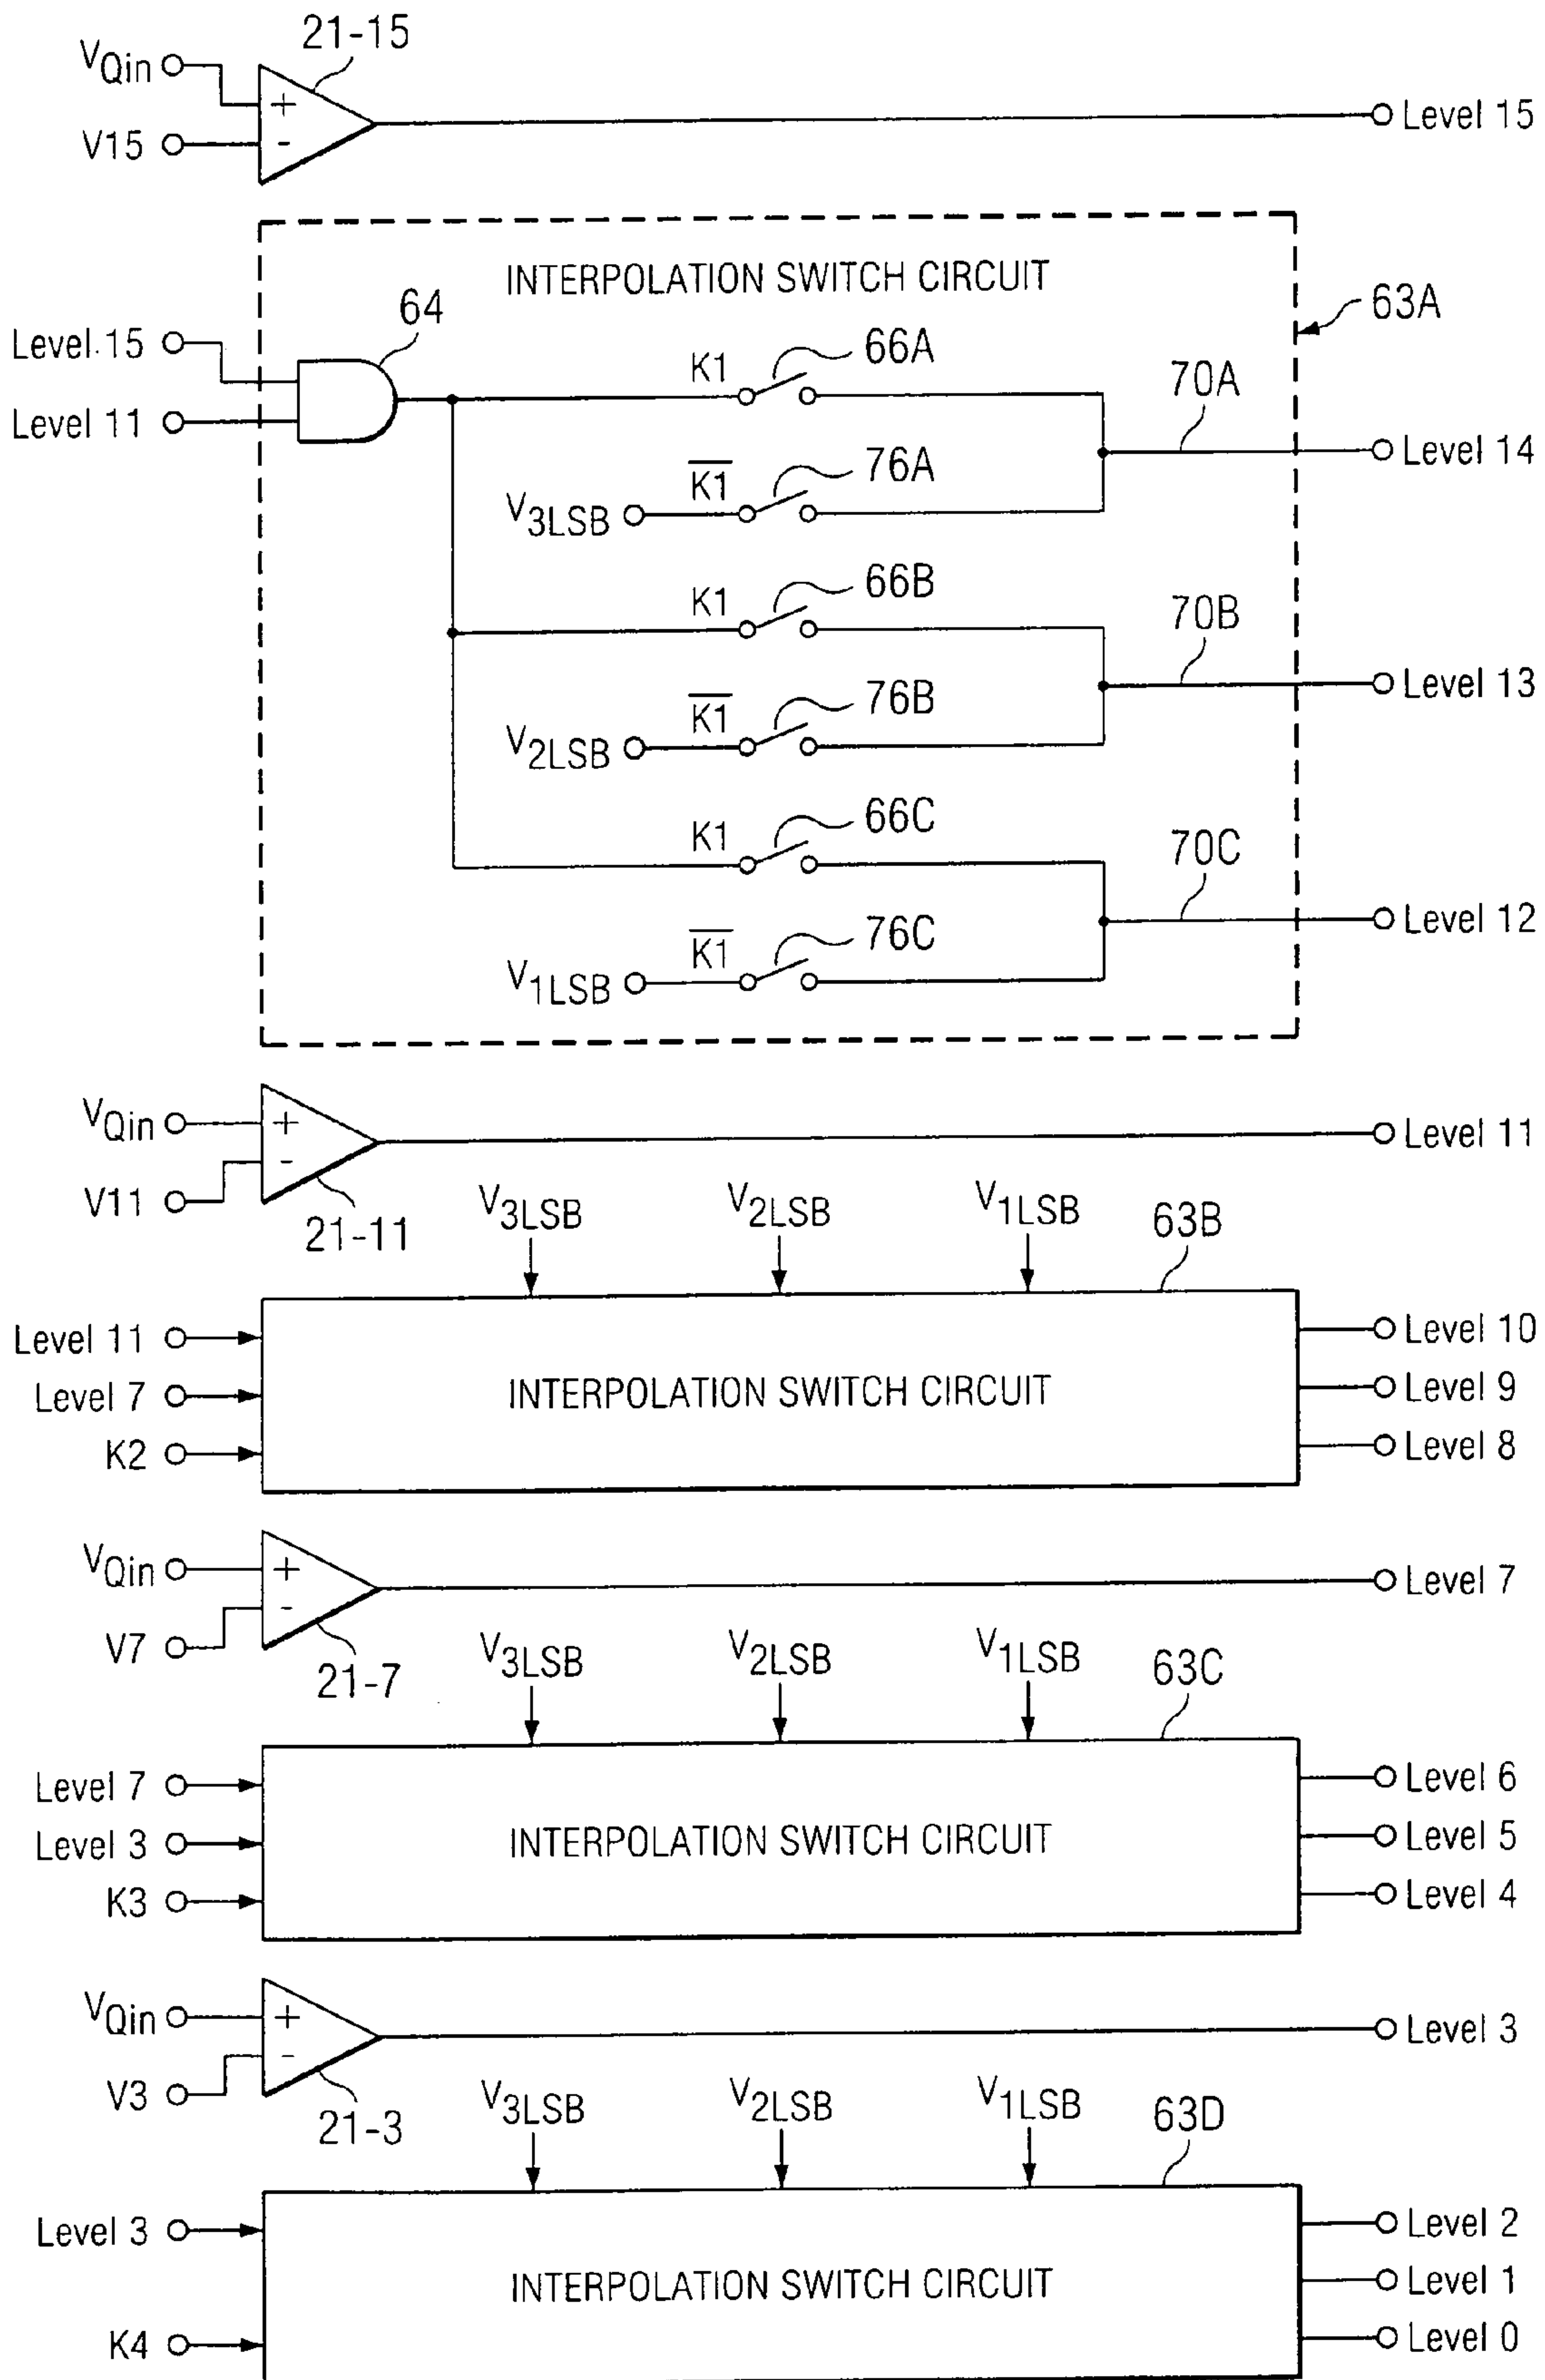 21-15
VQin
V15
Level 15
INTERPOLATION SWITCH CIRCUIT
63A
64
Level 15
Level 11
K1
66A
70A
Level 14
K1
76A
V3LSB
K1
66B
70B
Level 13
K1
76B
V2LSB
K1
66C
70C
Level 12
K1
76C
V1LSB
VQin
V11
21-11
Level 11
V3LSB
V2LSB
V1LSB
63B
Level 11
Level 7
K2
INTERPOLATION SWITCH CIRCUIT
Level 10
Level 9
Level 8
VQin
V7
21-7
Level 7
V3LSB
V2LSB
V1LSB
63C
Level 7
Level 3
K3
INTERPOLATION SWITCH CIRCUIT
Level 6
Level 5
Level 4
VQin
V3
21-3
Level 3
V3LSB
V2LSB
V1LSB
63D
Level 3
K4
INTERPOLATION SWITCH CIRCUIT
Level 2
Level 1
Level 0